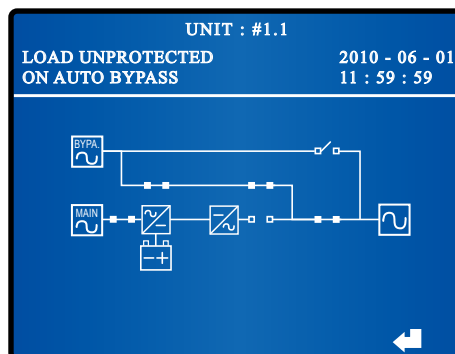 UNIT : #1.1
LOAD UNPROTECTED 2010 - 06 - 01
ON AUTO BYPASS 11 : 59 : 59
BYPA.
MAIN